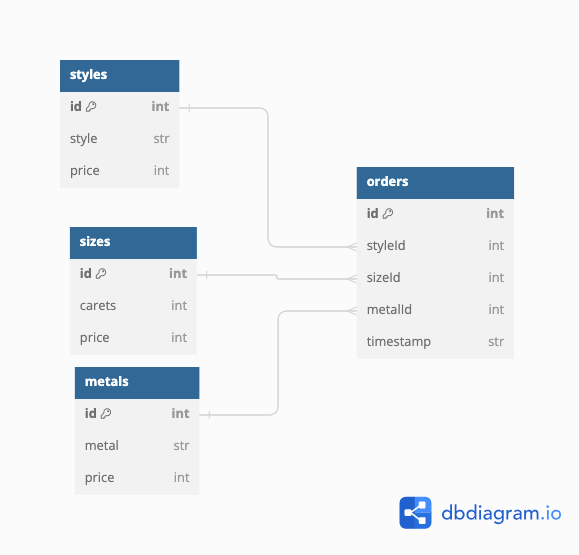 styles
id int
style str
price int
sizes
id int
carets int
price int
metals
id int
metal str
price int
orders
id int
styleId int
sizeId int
metalId int
timestamp str
dbdiagram.io